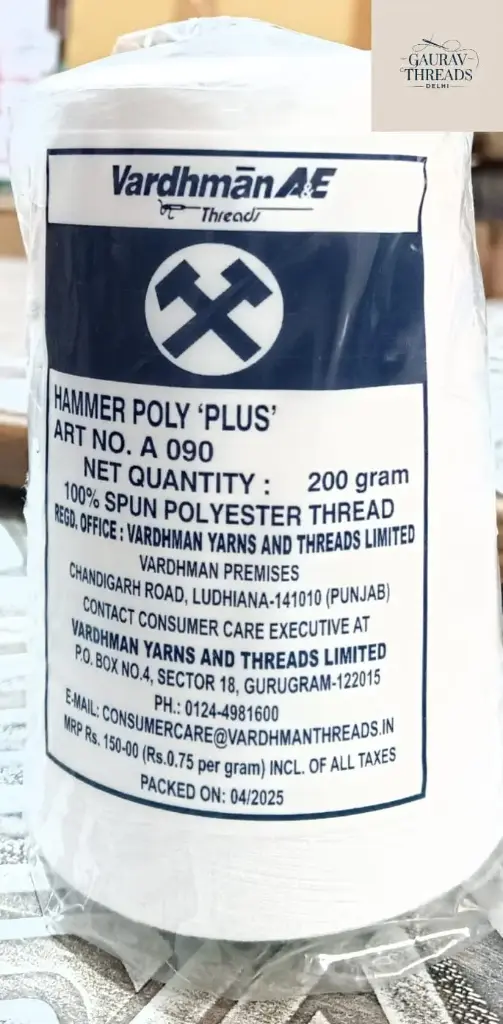 GAURAV
THREADS
DELHI
Vardhmān A&E
Threads
HAMMER POLY ‘PLUS’
ART NO. A 090
NET QUANTITY : 200 gram
100% SPUN POLYESTER THREAD
REGD. OFFICE : VARDHMAN YARNS AND THREADS LIMITED
VARDHMAN PREMISES
CHANDIGARH ROAD, LUDHIANA-141010 (PUNJAB)
CONTACT CONSUMER CARE EXECUTIVE AT
VARDHMAN YARNS AND THREADS LIMITED
P.O. BOX NO.4, SECTOR 18, GURUGRAM-122015
PH.: 0124-4981600
E-MAIL: CONSUMERCARE@VARDHMANTHREADS.IN
MRP Rs. 150-00 (Rs.0.75 per gram) INCL. OF ALL TAXES
PACKED ON: 04/2025